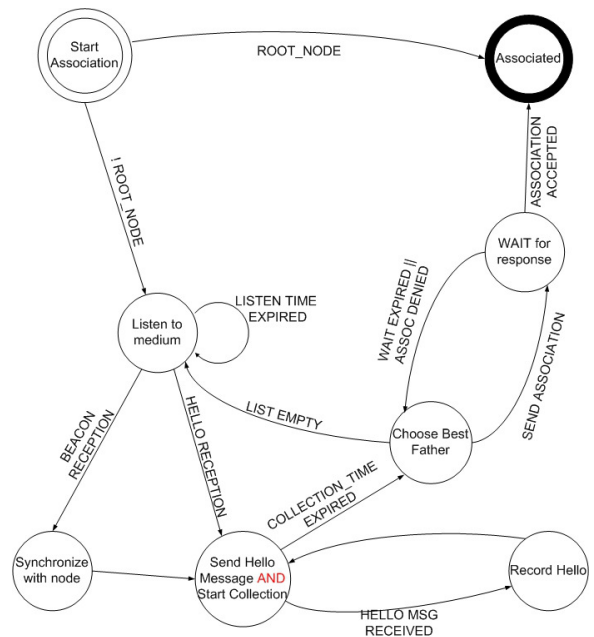 Start
Association
ROOT_NODE
Associated
! ROOT_NODE
ASSOCIATION
ACCEPTED
WAIT for
response
LISTEN TIME
EXPIRED
Listen to
medium
WAIT EXPIRED ||
ASSOC DENIED
SEND ASSOCIATION
LIST EMPTY
Choose Best
Father
BEACON
RECEPTION
HELLO RECEPTION
COLLECTION_TIME
EXPIRED
Synchronize
with node
Send Hello
Message AND
Start Collection
Record Hello
HELLO MSG
RECEIVED